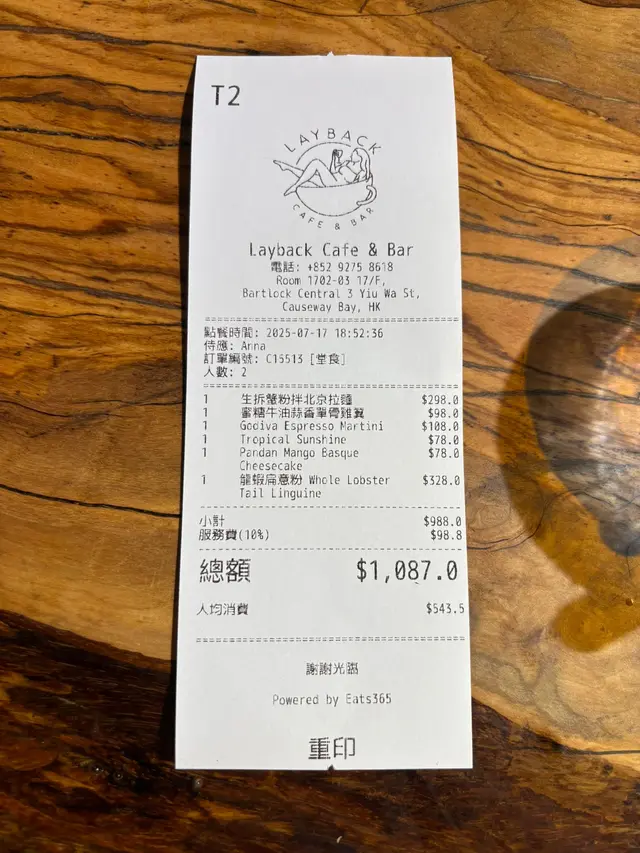 T2
LAYBACK
CAFE & BAR
Layback Cafe & Bar
電話: +852 9275 8618
Room 1702-03 17/F,
Bartlock Central 3 Yiu Wa St,
Causeway Bay, HK
點餐時間: 2025-07-17 18:52:36
侍應: Anna
訂單編號: C16513 [堂食]
人數: 2
1 生拆蟹粉拌北京拉麵 $298.0
1 蜜糖牛油蒜香單骨雞翼 $98.0
1 Godiva Espresso Martini $108.0
1 Tropical Sunshine $78.0
1 Pandan Mango Basque $78.0
Cheesecake
1 龍蝦扁意粉 Whole Lobster $328.0
Tail Linguine
小計 $988.0
服務費(10%) $98.8
總額 $1,087.0
人均消費 $543.5
謝謝光臨
Powered by Eats365
重印